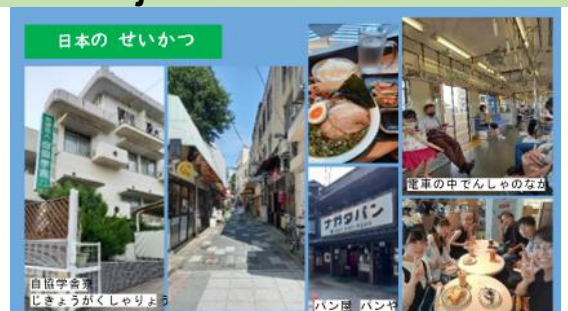 日本の せいかつ
自協学舎寮
じきょうがくしゃりょう
ナガタパン
パン屋 パンや
電車の中でんしゃのなか